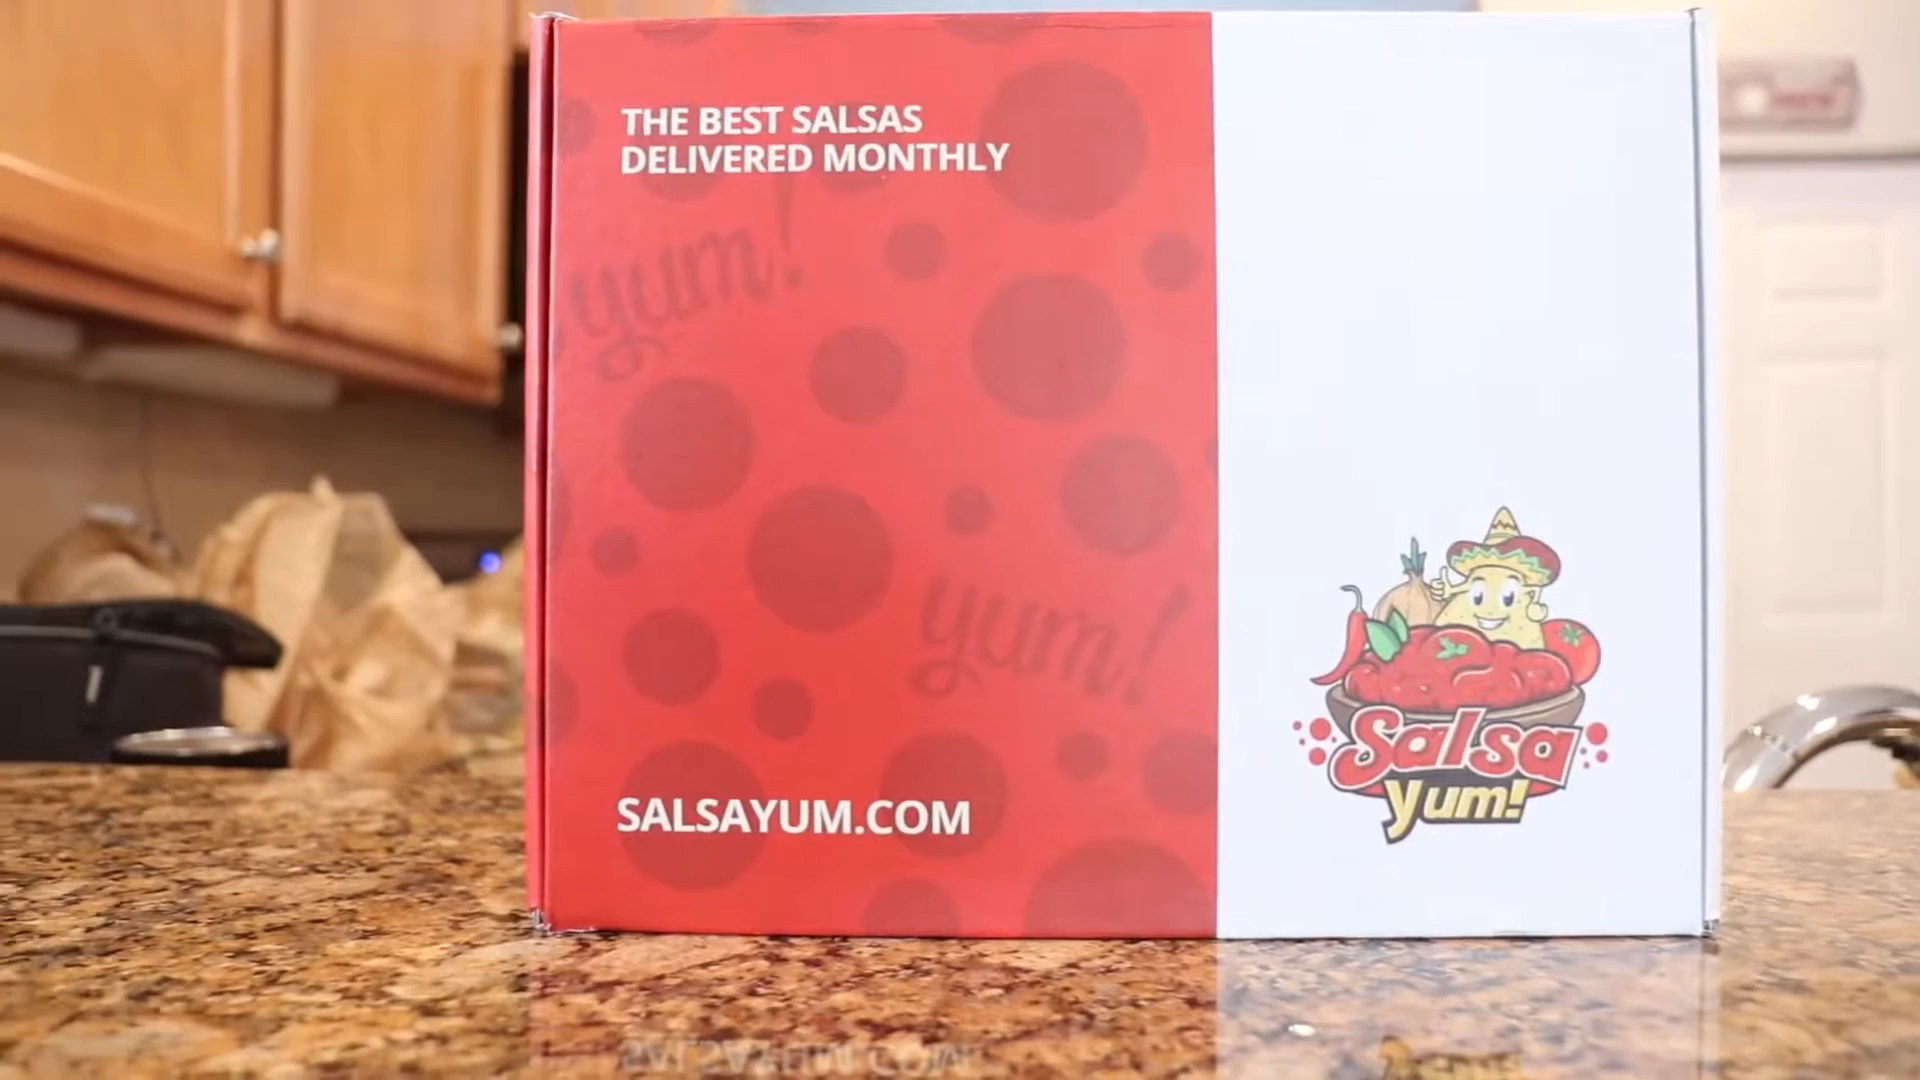 THE BEST SALSAS
DELIVERED MONTHLY
yum!
yum!
SALSAYUM.COM
Salsa
yum!